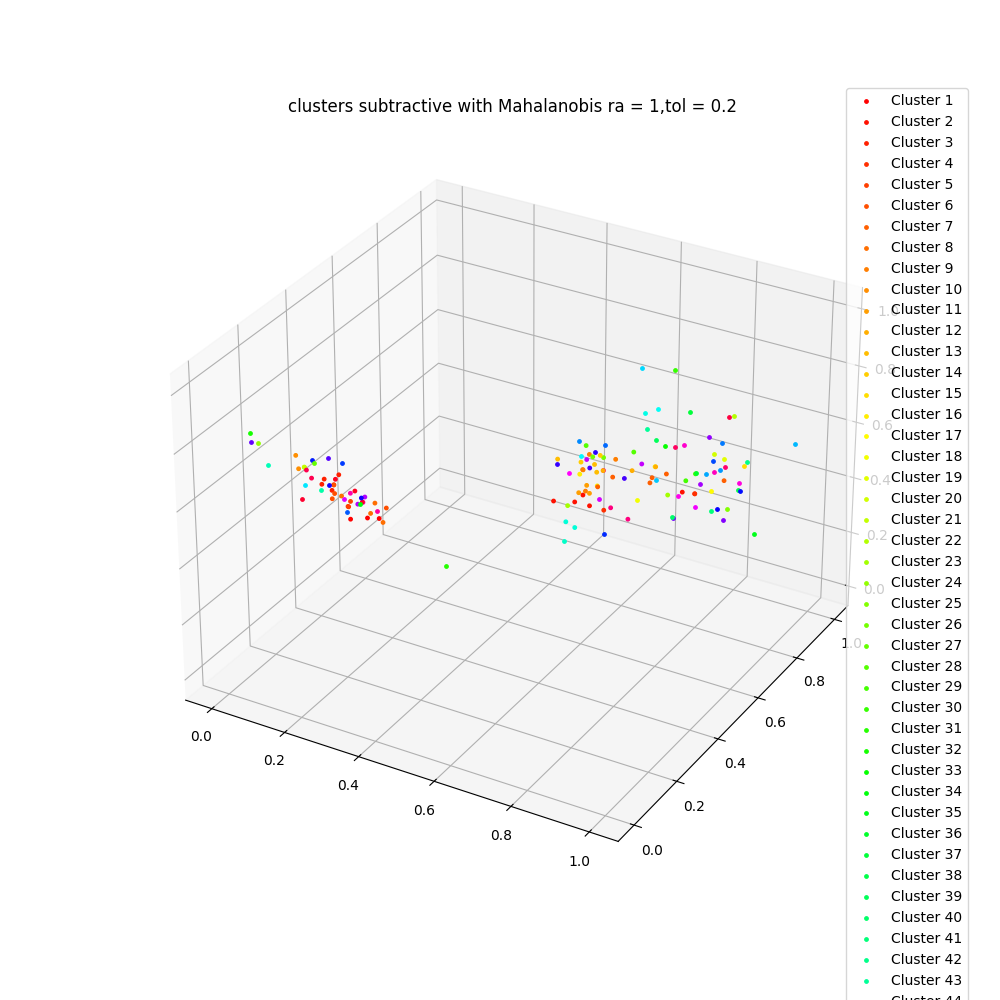 clusters subtractive with Mahalanobis ra = 1,tol = 0.2
Cluster 1
Cluster 2
Cluster 3
Cluster 4
Cluster 5
Cluster 6
Cluster 7
Cluster 8
Cluster 9
Cluster 10
Cluster 11
Cluster 12
Cluster 13
Cluster 14
Cluster 15
Cluster 16
Cluster 17
Cluster 18
Cluster 19
Cluster 20
Cluster 21
Cluster 22
Cluster 23
Cluster 24
Cluster 25
Cluster 26
Cluster 27
Cluster 28
Cluster 29
Cluster 30
Cluster 31
Cluster 32
Cluster 33
Cluster 34
Cluster 35
Cluster 36
Cluster 37
Cluster 38
Cluster 39
Cluster 40
Cluster 41
Cluster 42
Cluster 43
Cluster 44
1.0
0.8
0.6
0.4
0.2
0.0
1.0
0.8
0.6
0.4
0.2
0.0
0.0
0.2
0.4
0.6
0.8
1.0